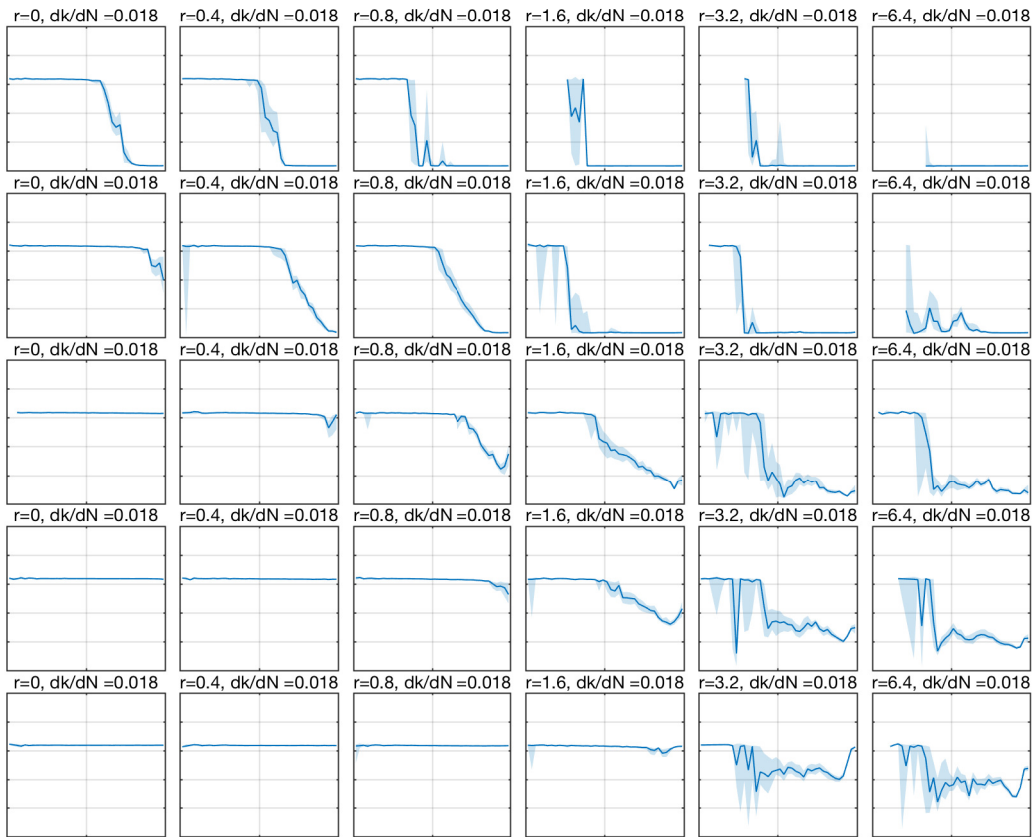 r=0, dk/dN =0.018 r=0.4, dk/dN =0.018 r=0.8, dk/dN =0.018 r=1.6, dk/dN =0.018 r=3.2, dk/dN =0.018 r=6.4, dk/dN =0.018
r=0, dk/dN =0.018 r=0.4, dk/dN =0.018 r=0.8, dk/dN =0.018 r=1.6, dk/dN =0.018 r=3.2, dk/dN =0.018 r=6.4, dk/dN =0.018
r=0, dk/dN =0.018 r=0.4, dk/dN =0.018 r=0.8, dk/dN =0.018 r=1.6, dk/dN =0.018 r=3.2, dk/dN =0.018 r=6.4, dk/dN =0.018
r=0, dk/dN =0.018 r=0.4, dk/dN =0.018 r=0.8, dk/dN =0.018 r=1.6, dk/dN =0.018 r=3.2, dk/dN =0.018 r=6.4, dk/dN =0.018
r=0, dk/dN =0.018 r=0.4, dk/dN =0.018 r=0.8, dk/dN =0.018 r=1.6, dk/dN =0.018 r=3.2, dk/dN =0.018 r=6.4, dk/dN =0.018